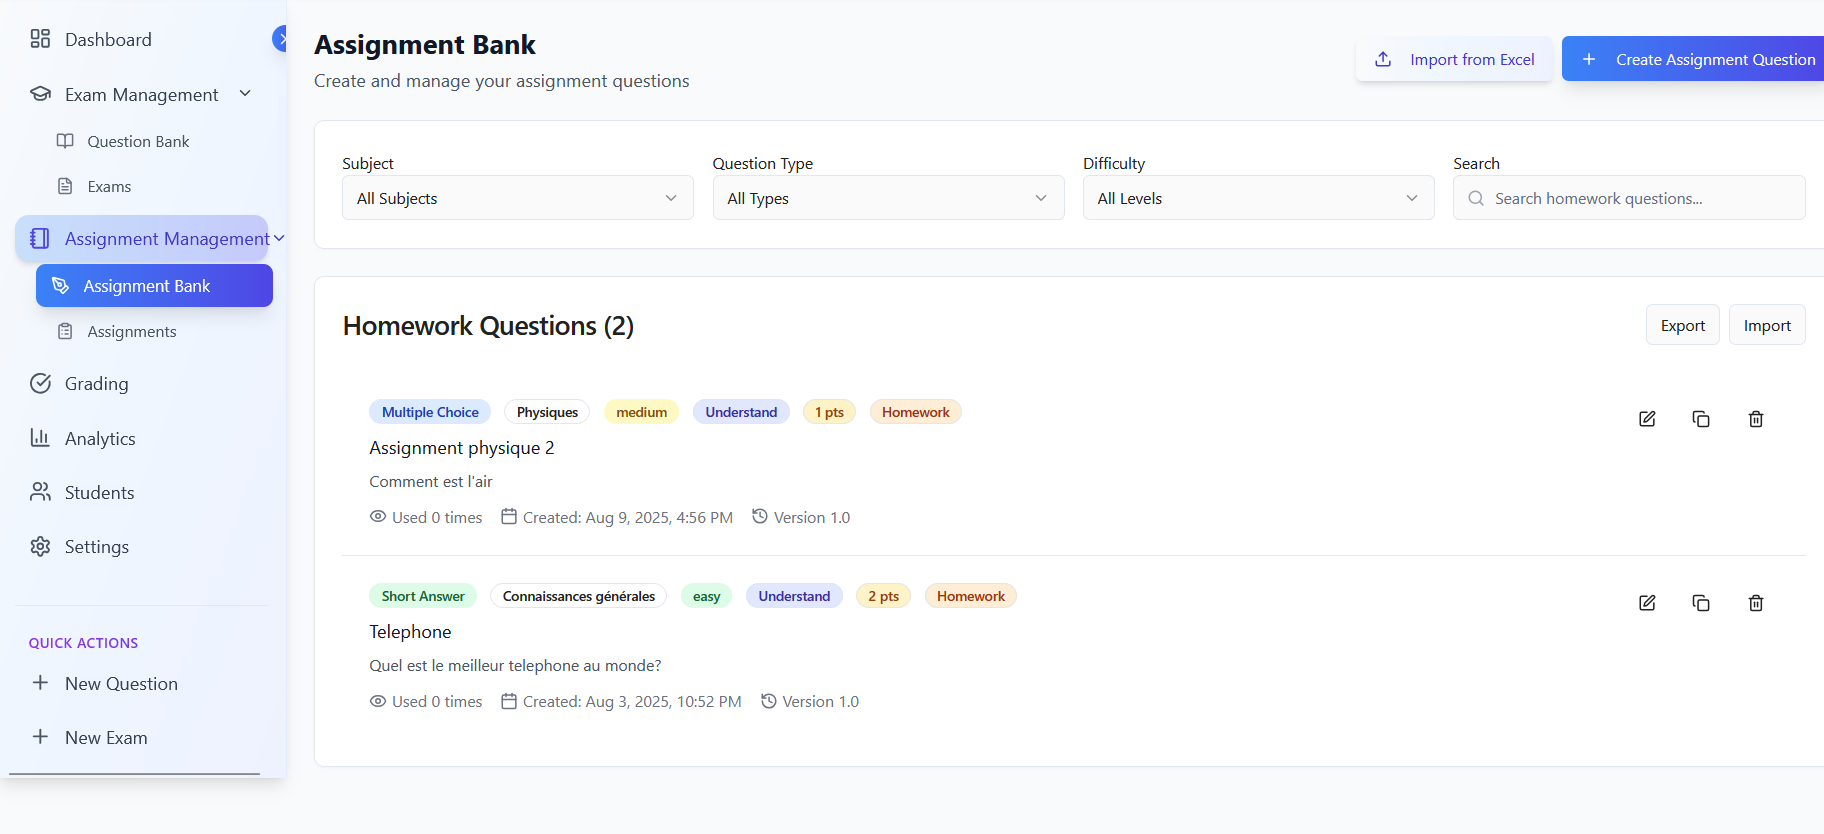 Dashboard
Exam Management
Question Bank
Exams
Assignment Management
Assignment Bank
Assignments
Grading
Analytics
Students
Settings
QUICK ACTIONS
New Question
New Exam
Assignment Bank
Create and manage your assignment questions
Import from Excel
Create Assignment Question
Subject
All Subjects
Question Type
All Types
Difficulty
All Levels
Search
Search homework questions...
Homework Questions (2)
Export
Import
Multiple Choice Physiques medium Understand 1 pts Homework
Assignment physique 2
Comment est l'air
Used 0 times Created: Aug 9, 2025, 4:56 PM Version 1.0
Short Answer Connaissances générales easy Understand 2 pts Homework
Telephone
Quel est le meilleur telephone au monde?
Used 0 times Created: Aug 3, 2025, 10:52 PM Version 1.0